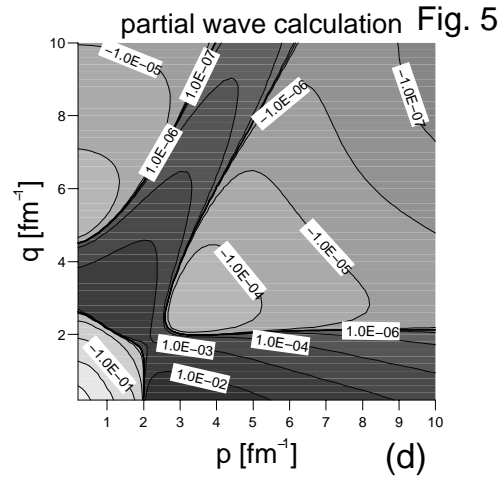 partial wave calculation Fig. 5
10
8
6
4
2
q [fm⁻¹]
−1.0E−05
1.0E−07
1.0E−06
−1.0E−06
−1.0E−07
−1.0E−05
−1.0E−04
−1.0E−06
1.0E−04
1.0E−03
−1.0E−01
1.0E−02
1 2 3 4 5 6 7 8 9 10
p [fm⁻¹]
(d)